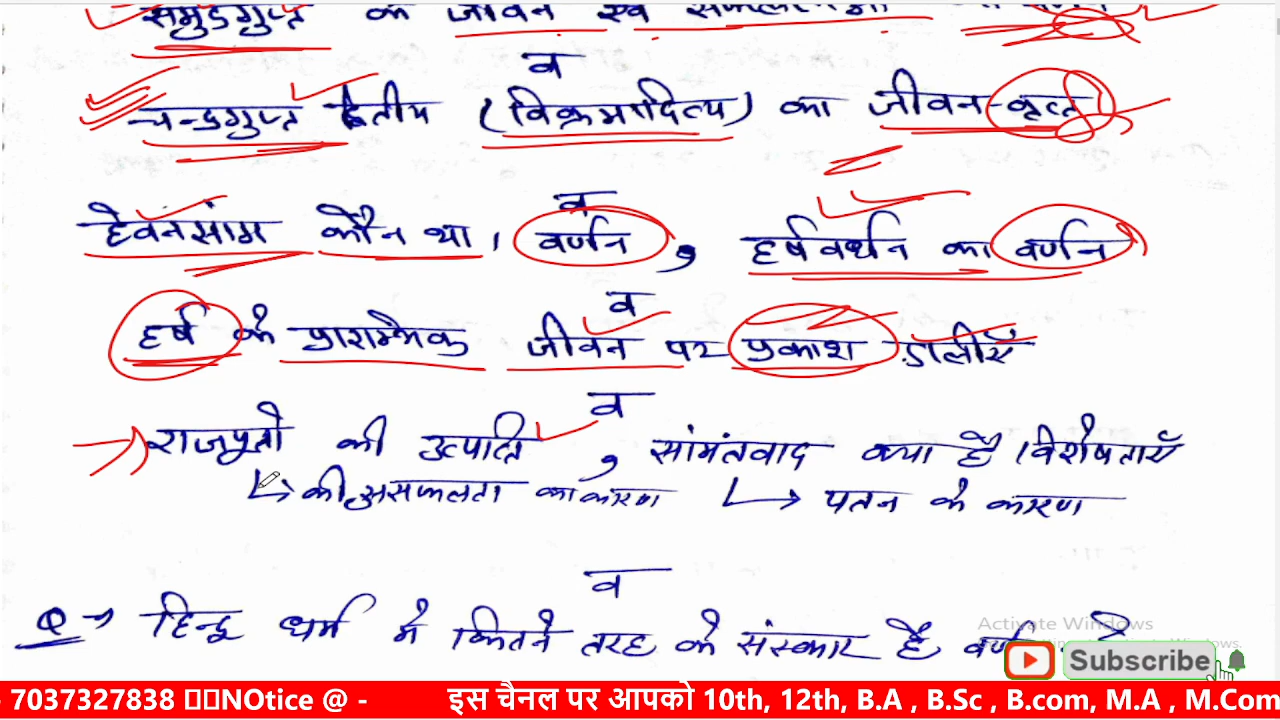 समुद्रगुप्त के जीवन एवं सफलताओं
व
चन्द्रगुप्त द्वितीय (विक्रमादित्य) का जीवन-वृत्त
व
हेवनसांग कौन था। वर्णन , हर्षवर्धन का वर्णन
व
हर्ष के प्रारम्भिक जीवन पर प्रकाश डालीये
व
राजपूतो की उत्पत्ति , सांमंतवाद क्या है।विशेषताएँ
की असफलता का कारण पतन के कारण
व
Q → हिन्दू धर्म मे कितने तरह के संस्कार है
Activate Windows
Subscribe
7037327838 NOtice @ - इस चैनल पर आपको 10th, 12th, B.A , B.Sc , B.com, M.A , M.Com